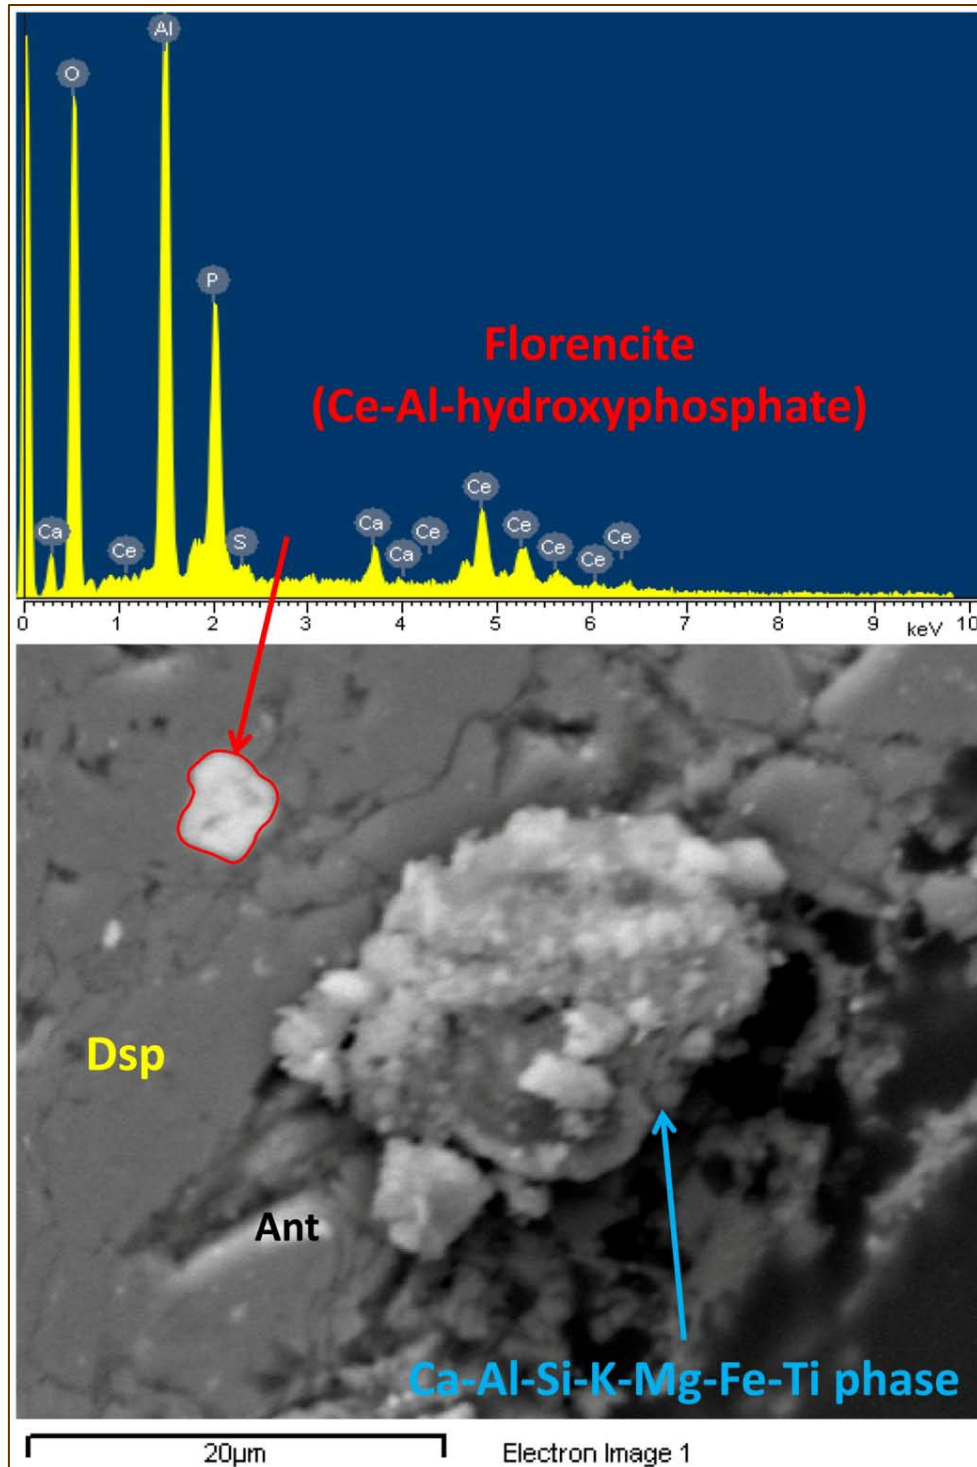 Al
O
P
Florencite
(Ce-Al-hydroxyphosphate)
Ca
Ce
S
Ca
Ca
Ce
Ce
Ce
Ce
Ce
Ce
0 1 2 3 4 5 6 7 8 9 10
keV
Dsp
Ant
Ca-Al-Si-K-Mg-Fe-Ti phase
20µm
Electron Image 1